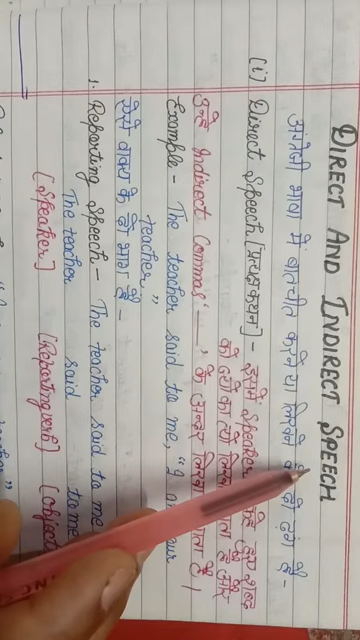 DIRECT AND INDIRECT SPEECH
अंग्रेजी भाषा में बातचीत करने या लिखने के दो ढंग हैं -
(i) Direct Speech [प्रत्यक्ष कथन] - इसमें Speaker के कहे हुए शब्द
को ज्यों का त्यों लिखा जाता है और
उन्हें Indirect Commas "—" के अन्दर लिखा जाता है।
Example - The teacher said to me, "I am your
teacher."
ऐसे वाक्य के दो भाग हैं -
1. Reporting Speech - The teacher said to me
The teacher said to me
[Speaker] [Reporting verb] (object